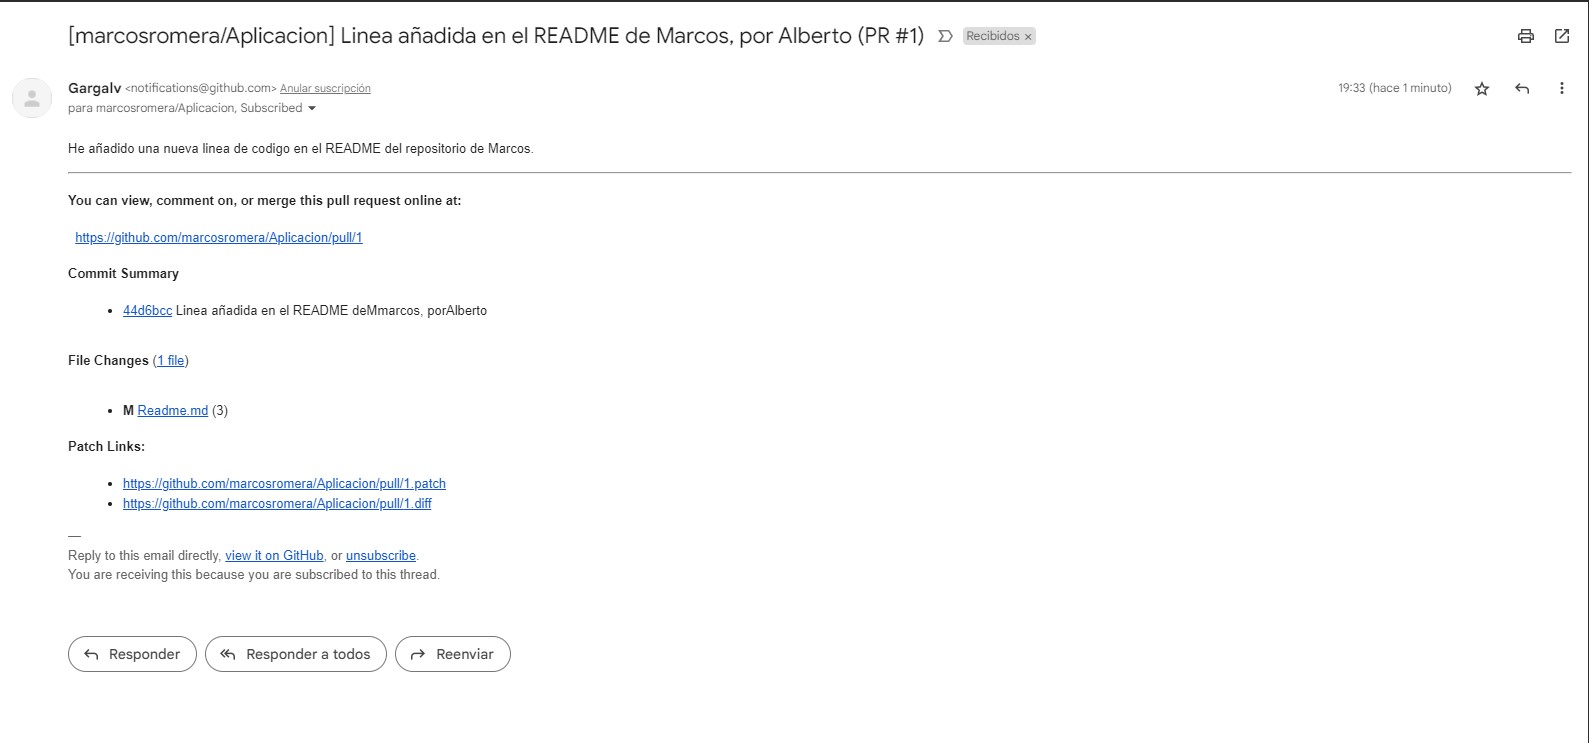 [marcosromera/Aplicacion] Linea añadida en el README de Marcos, por Alberto (PR #1) Recibidos ×
Gargalv <notifications@github.com> Anular suscripción 19:33 (hace 1 minuto)
para marcosromera/Aplicacion, Subscribed
He añadido una nueva linea de codigo en el README del repositorio de Marcos.
You can view, comment on, or merge this pull request online at:
https://github.com/marcosromera/Aplicacion/pull/1
Commit Summary
• 44d6bcc Linea añadida en el README deMmarcos, porAlberto
File Changes (1 file)
• M Readme.md (3)
Patch Links:
• https://github.com/marcosromera/Aplicacion/pull/1.patch
• https://github.com/marcosromera/Aplicacion/pull/1.diff
—
Reply to this email directly, view it on GitHub, or unsubscribe.
You are receiving this because you are subscribed to this thread.
Responder Responder a todos Reenviar